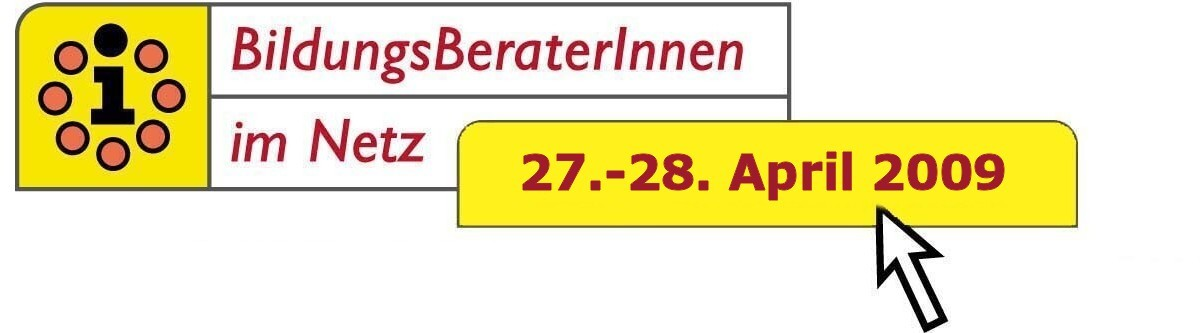 BildungsBeraterInnen
im Netz
27.-28. April 2009